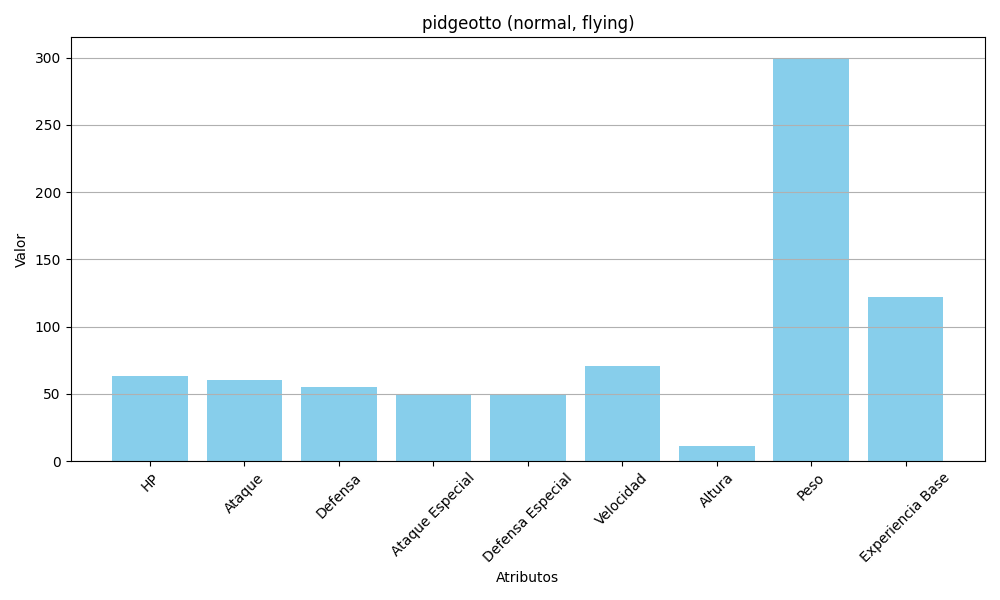 pidgeotto (normal, flying)
Valor
300
250
200
150
100
50
0
HP
Ataque
Defensa
Ataque Especial
Defensa Especial
Velocidad
Altura
Peso
Experiencia Base
Atributos